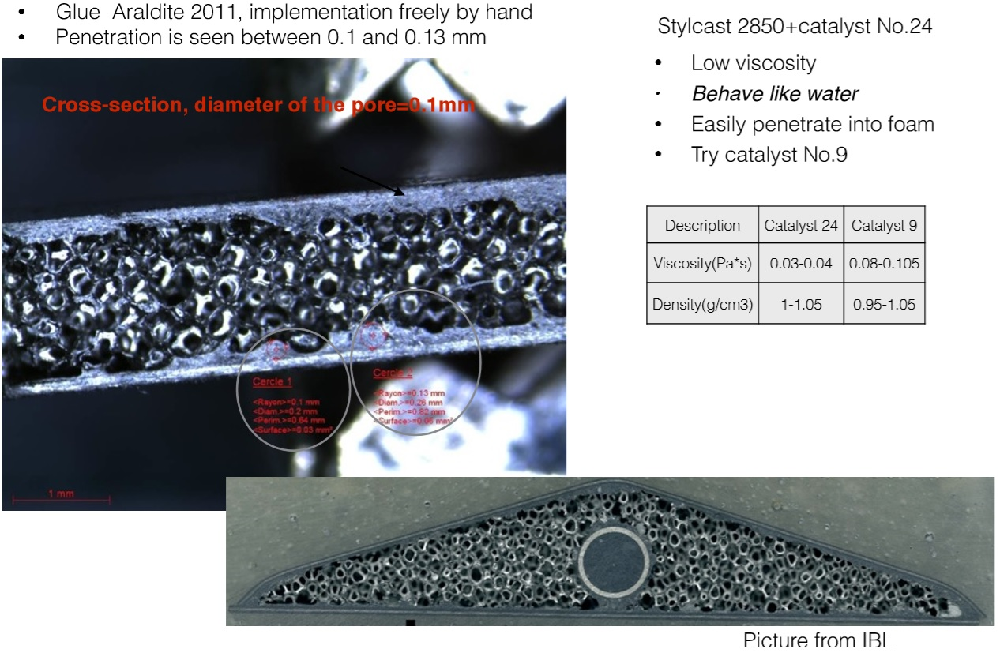 • Glue Araldite 2011, implementation freely by hand
• Penetration is seen between 0.1 and 0.13 mm
Cross-section, diameter of the pore=0.1mm
Cercle 1
<Rayon>=0.1 mm
<Diam.>=0.2 mm
<Perim.>=0.64 mm
<Surface>=0.03 mm²
Cercle 2
<Rayon>=0.13 mm
<Diam.>=0.26 mm
<Perim.>=0.82 mm
<Surface>=0.05 mm²
1 mm
Stylcast 2850+catalyst No.24
• Low viscosity
• Behave like water
• Easily penetrate into foam
• Try catalyst No.9
Description Catalyst 24 Catalyst 9
Viscosity(Pa*s) 0.03-0.04 0.08-0.105
Density(g/cm3) 1-1.05 0.95-1.05
Picture from IBL